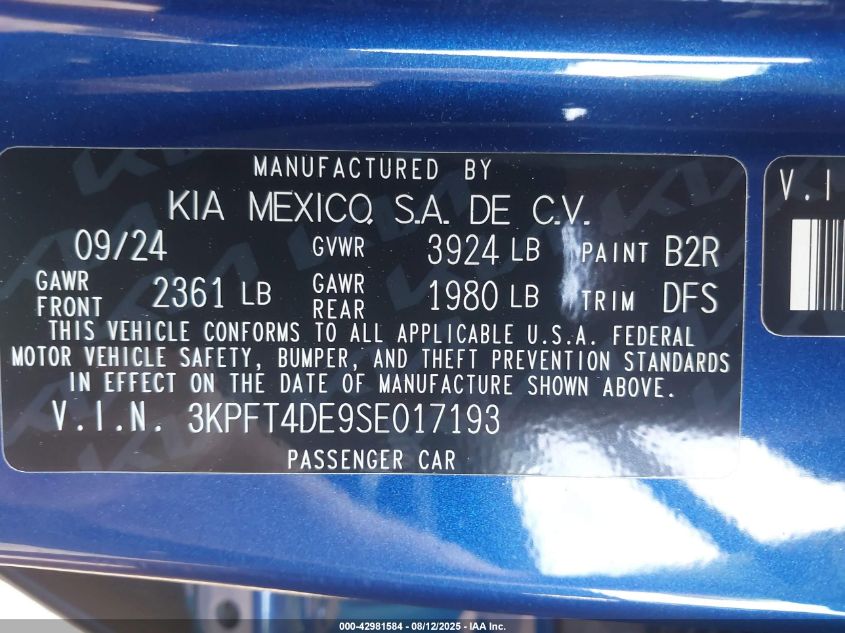 MANUFACTURED BY
KIA MEXICO, S.A. DE C.V.
09/24 GVWR 3924 LB PAINT B2R
GAWR FRONT 2361 LB GAWR REAR 1980 LB TRIM DFS
THIS VEHICLE CONFORMS TO ALL APPLICABLE U.S.A. FEDERAL
MOTOR VEHICLE SAFETY, BUMPER, AND THEFT PREVENTION STANDARDS
IN EFFECT ON THE DATE OF MANUFACTURE SHOWN ABOVE.
V.I.N. 3KPFT4DE9SE017193
PASSENGER CAR
V.I
000-42981584 - 08/12/2025 - IAA Inc.